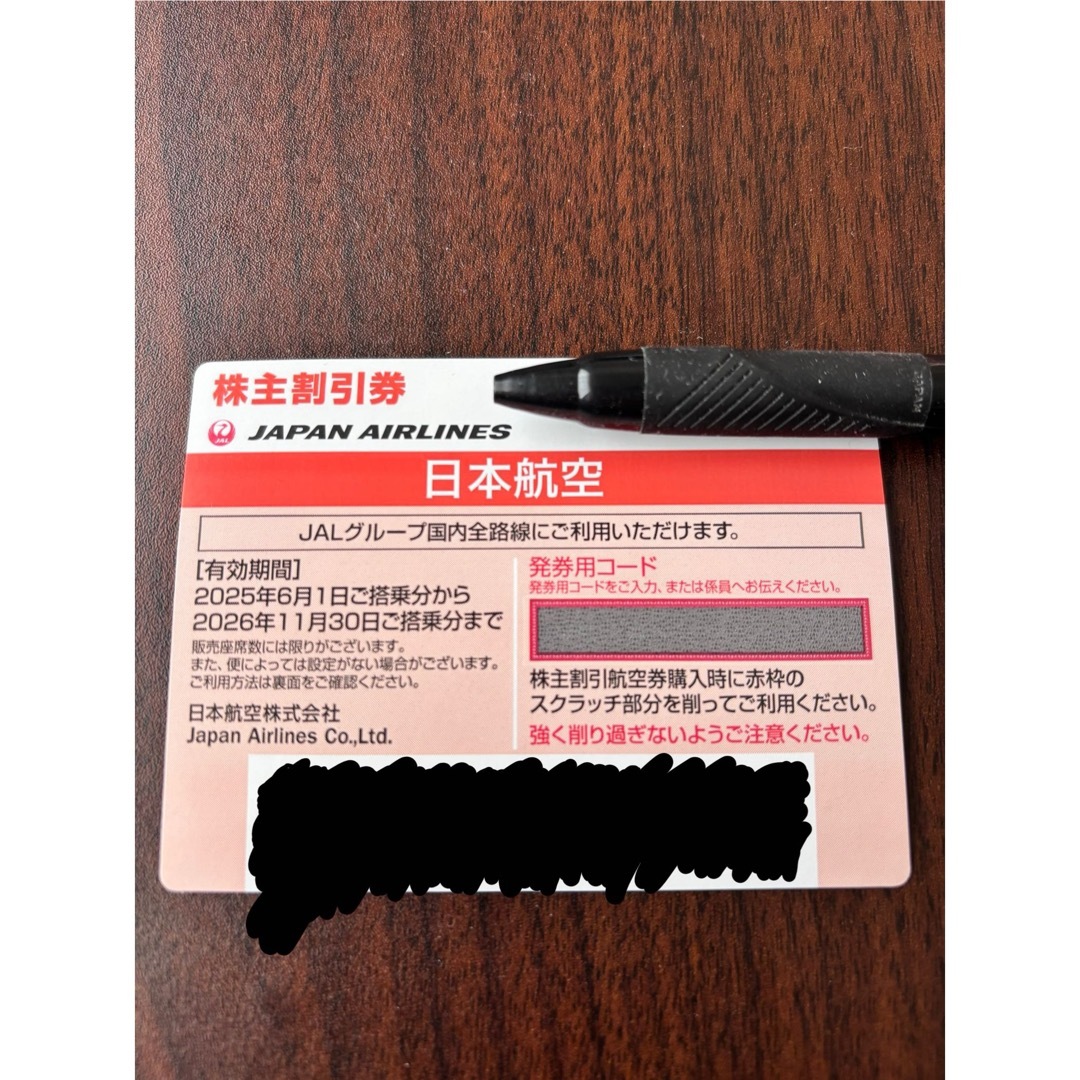 株主割引券
JAL JAPAN AIRLINES
日本航空
JALグループ国内全路線にご利用いただけます。
[有効期間]
2025年6月1日ご搭乗分から
2026年11月30日ご搭乗分まで
販売座席数には限りがございます。
また、便によっては設定がない場合がございます。
ご利用方法は裏面をご確認ください。
日本航空株式会社
Japan Airlines Co.,Ltd.
発券用コード
発券用コードをご入力、または係員へお伝えください。
株主割引航空券購入時に赤枠の
スクラッチ部分を削ってご利用ください。
強く削り過ぎないようご注意ください。
JAPAN